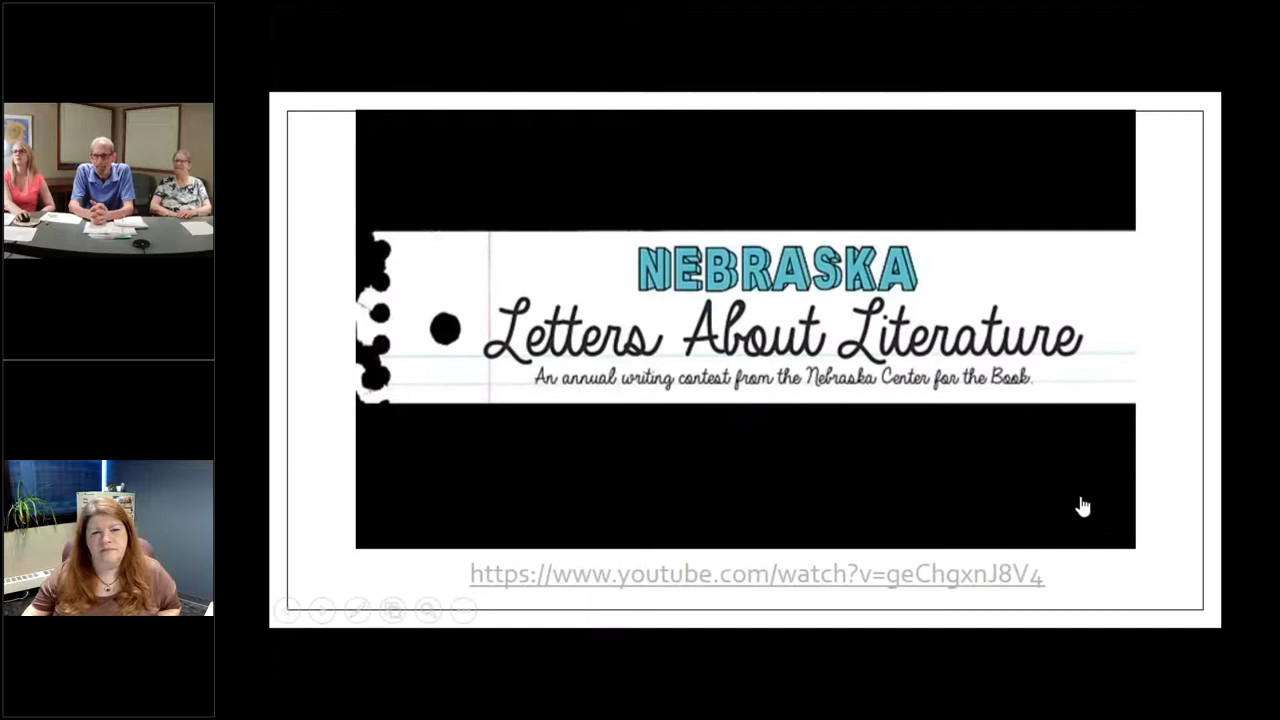 NEBRASKA
Letters About Literature
An annual writing contest from the Nebraska Center for the Book.
https://www.youtube.com/watch?v=geChgxnJ8V4